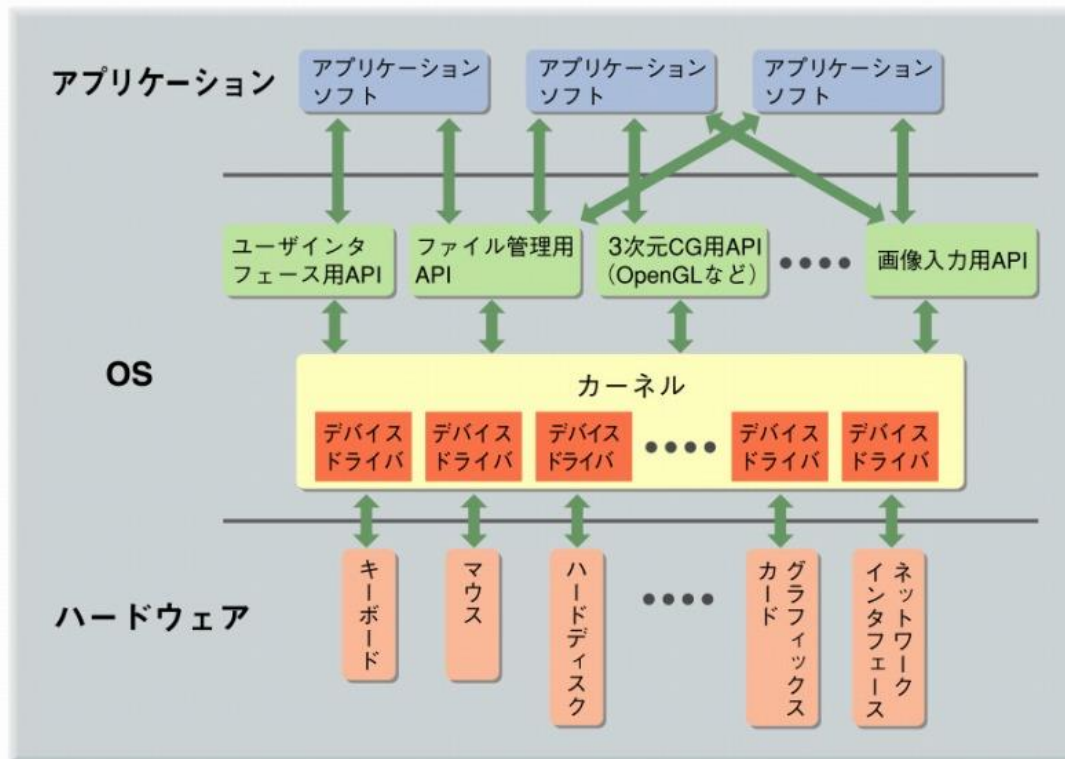 アプリケーション
アプリケーション
ソフト
アプリケーション
ソフト
アプリケーション
ソフト
ユーザインタ
フェース用API
ファイル管理用
API
3次元CG用API
(OpenGLなど)
画像入力用API
OS
カーネル
デバイス
ドライバ
デバイス
ドライバ
デバイス
ドライバ
デバイス
ドライバ
デバイス
ドライバ
ハードウェア
キーボード
マウス
ハードディスク
グラフィックス
カード
ネットワーク
インタフェース